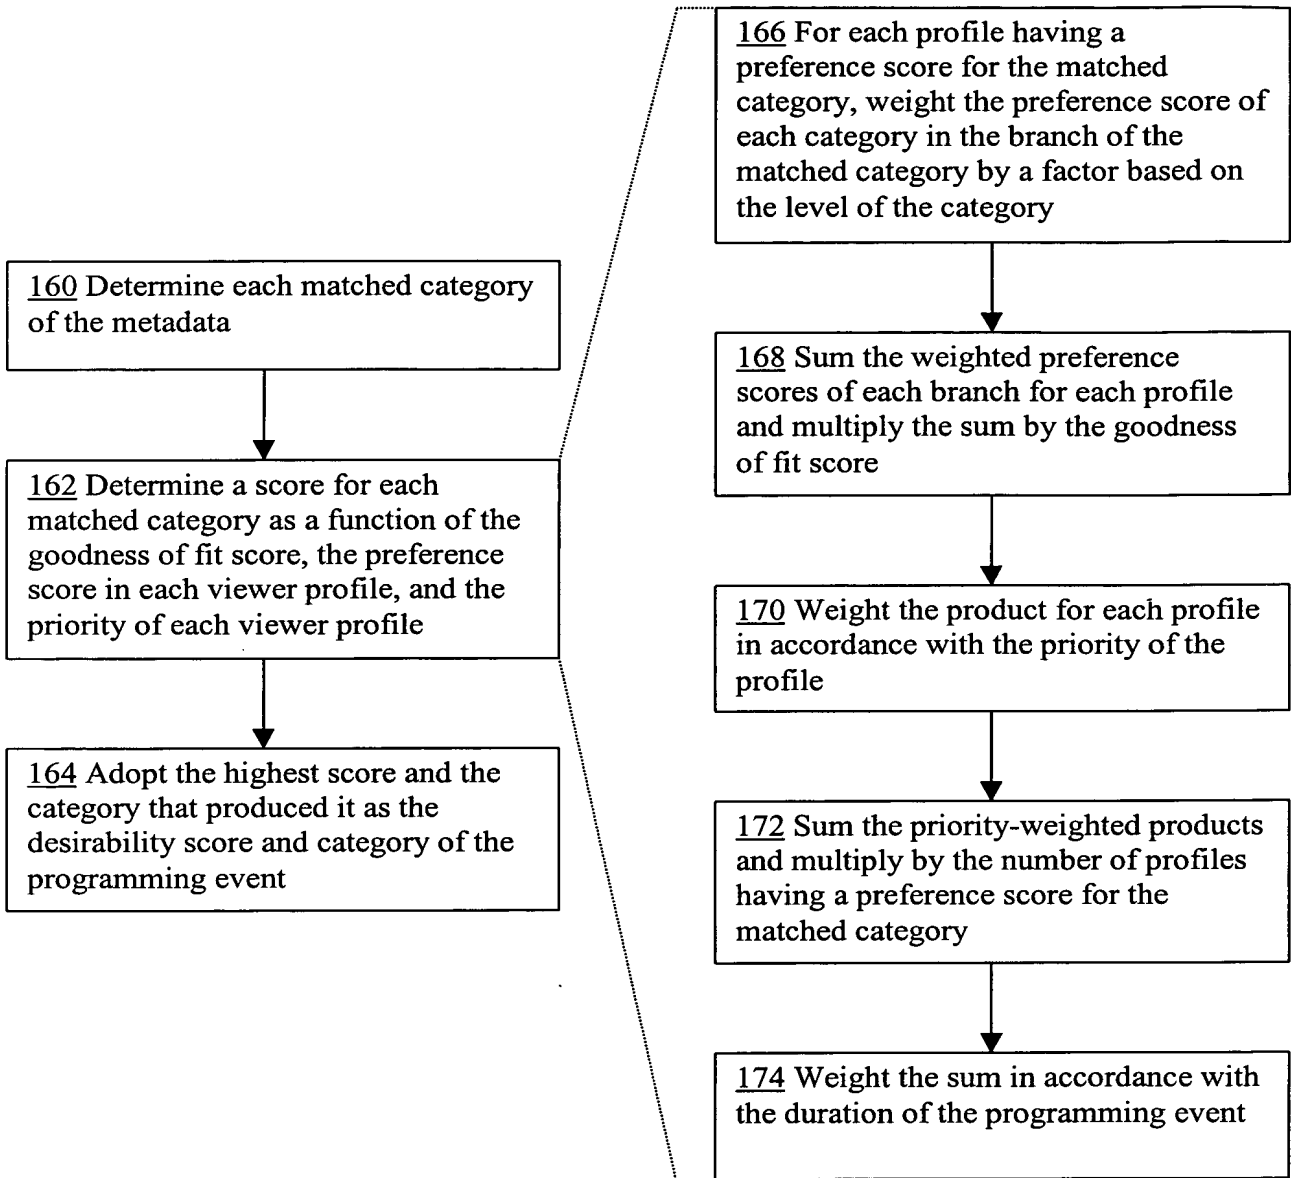 160 Determine each matched category
of the metadata
162 Determine a score for each
matched category as a function of the
goodness of fit score, the preference
score in each viewer profile, and the
priority of each viewer profile
164 Adopt the highest score and the
category that produced it as the
desirability score and category of the
programming event
166 For each profile having a
preference score for the matched
category, weight the preference score of
each category in the branch of the
matched category by a factor based on
the level of the category
168 Sum the weighted preference
scores of each branch for each profile
and multiply the sum by the goodness
of fit score
170 Weight the product for each profile
in accordance with the priority of the
profile
172 Sum the priority-weighted products
and multiply by the number of profiles
having a preference score for the
matched category
174 Weight the sum in accordance with
the duration of the programming event